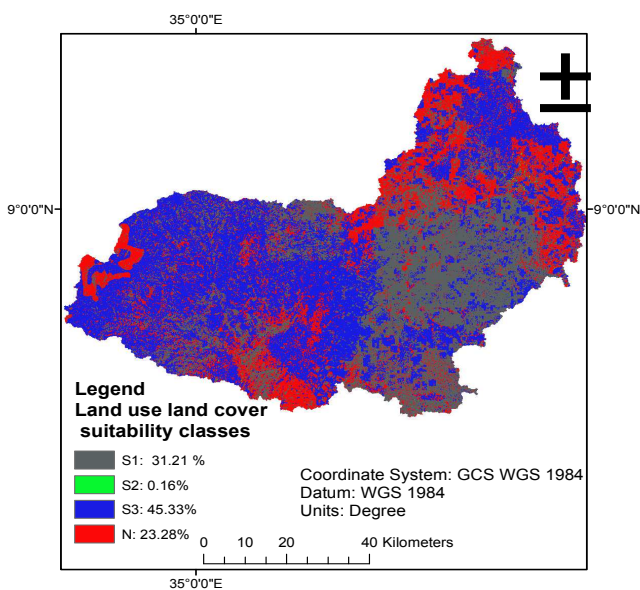 35°0'0"E
9°0'0"N
9°0'0"N
Legend
Land use land cover
suitability classes
S1: 31.21 %
S2: 0.16%
S3: 45.33%
N: 23.28%
Coordinate System: GCS WGS 1984
Datum: WGS 1984
Units: Degree
0 10 20 40 Kilometers
35°0'0"E